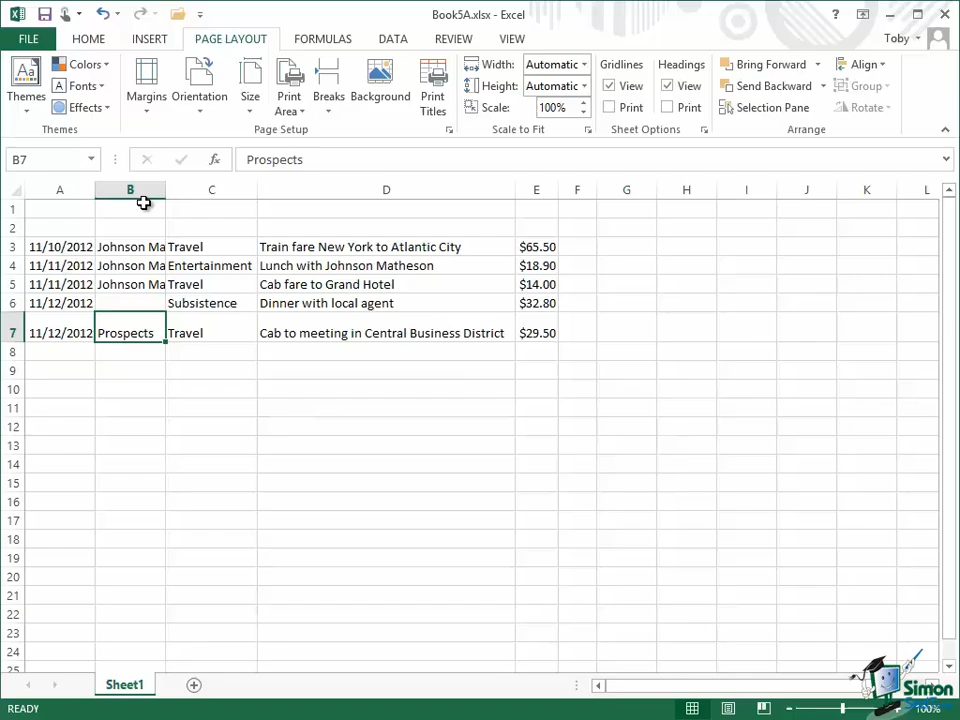 Book5A.xlsx - Excel
FILE HOME INSERT PAGE LAYOUT FORMULAS DATA REVIEW VIEW Toby
Themes Colors Fonts Effects Margins Orientation Size Print Area Breaks Background Print Titles Width: Automatic Height: Automatic Scale: 100% Gridlines View Print Headings View Print Bring Forward Send Backward Selection Pane Align Group Rotate
Themes Page Setup Scale to Fit Sheet Options Arrange
B7 fx Prospects
A B C D E F G H I J K L
1
2
3 11/10/2012 Johnson Ma Travel Train fare New York to Atlantic City $65.50
4 11/11/2012 Johnson Ma Entertainment Lunch with Johnson Matheson $18.90
5 11/11/2012 Johnson Ma Travel Cab fare to Grand Hotel $14.00
6 11/12/2012 Subsistence Dinner with local agent $32.80
7 11/12/2012 Prospects Travel Cab to meeting in Central Business District $29.50
8
9
10
11
12
13
14
15
16
17
18
19
20
21
22
23
24
25
Sheet1
Simon
READY 100%